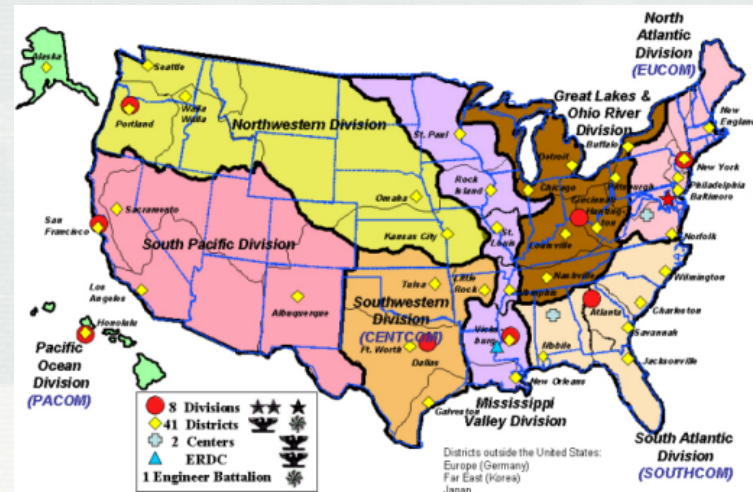 North
Atlantic
Division
(EUCOM)
Alaska
Seattle
Walla
Walla
Portland
Northwestern Division
St. Paul
Great Lakes &
Ohio River
Division
Buffalo
New
England
Detroit
New York
Rock
Island
Chicago
Pittsburgh
Philadelphia
Baltimore
Omaha
Cincinnati
Hunting-
ton
San
Francisco
Sacramento
South Pacific Division
Kansas City
St.
Louis
Louisville
Norfolk
Nashville
Wilmington
Los
Angeles
Albuquerque
Tulsa
Little
Rock
Memphis
Southwestern
Division
(CENTCOM)
Atlanta
Charleston
Honolulu
Ft. Worth
Dallas
Vicks
burg
Mobile
Savannah
Pacific
Ocean
Division
(PACOM)
Jacksonville
New Orleans
Galveston
Mississippi
Valley Division
8 Divisions
41 Districts
2 Centers
ERDC
1 Engineer Battalion
South Atlantic
Division
(SOUTHCOM)
Districts outside the United States:
Europe (Germany)
Far East (Korea)
Japan